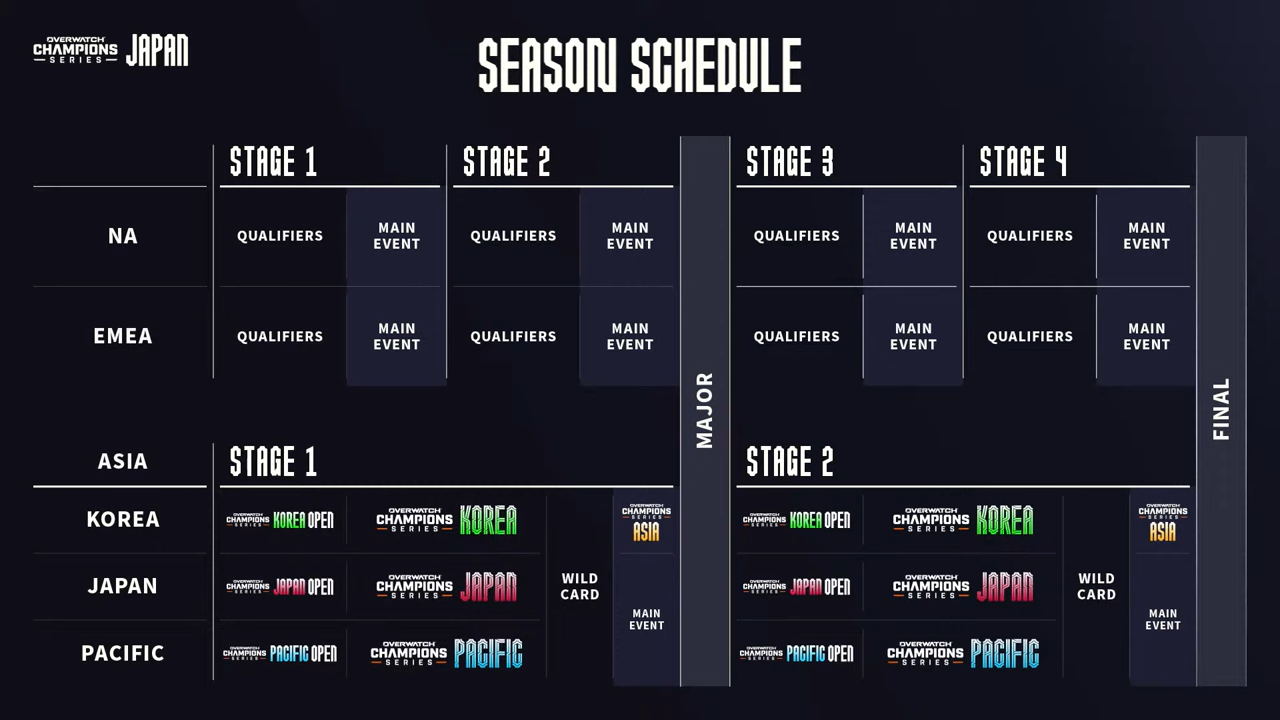 OVERWATCH
CHAMPIONS
SERIES
JAPAN
SEASON SCHEDULE
STAGE 1
STAGE 2
STAGE 3
STAGE 4
NA
QUALIFIERS
MAIN
EVENT
QUALIFIERS
MAIN
EVENT
QUALIFIERS
MAIN
EVENT
QUALIFIERS
MAIN
EVENT
EMEA
QUALIFIERS
MAIN
EVENT
QUALIFIERS
MAIN
EVENT
QUALIFIERS
MAIN
EVENT
QUALIFIERS
MAIN
EVENT
MAJOR
FINAL
ASIA
STAGE 1
STAGE 2
KOREA
OVERWATCH
CHAMPIONS
SERIES
KOREA OPEN
OVERWATCH
CHAMPIONS
SERIES
KOREA
OVERWATCH
CHAMPIONS
SERIES
ASIA
OVERWATCH
CHAMPIONS
SERIES
KOREA OPEN
OVERWATCH
CHAMPIONS
SERIES
KOREA
OVERWATCH
CHAMPIONS
SERIES
ASIA
JAPAN
OVERWATCH
CHAMPIONS
SERIES
JAPAN OPEN
OVERWATCH
CHAMPIONS
SERIES
JAPAN
WILD
CARD
MAIN
EVENT
OVERWATCH
CHAMPIONS
SERIES
JAPAN OPEN
OVERWATCH
CHAMPIONS
SERIES
JAPAN
WILD
CARD
MAIN
EVENT
PACIFIC
OVERWATCH
CHAMPIONS
SERIES
PACIFIC OPEN
OVERWATCH
CHAMPIONS
SERIES
PACIFIC
OVERWATCH
CHAMPIONS
SERIES
PACIFIC OPEN
OVERWATCH
CHAMPIONS
SERIES
PACIFIC